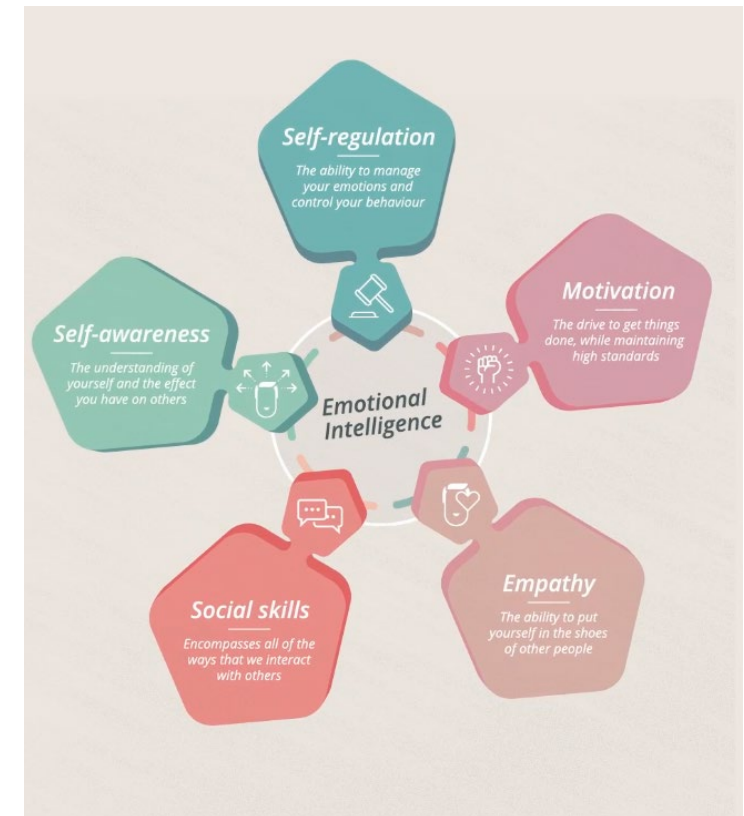 Self-regulation
The ability to manage
your emotions and
control your behaviour
Motivation
The drive to get things
done, while maintaining
high standards
Self-awareness
The understanding of
yourself and the effect
you have on others
Emotional
Intelligence
Social skills
Encompasses all of the
ways that we interact
with others
Empathy
The ability to put
yourself in the shoes
of other people